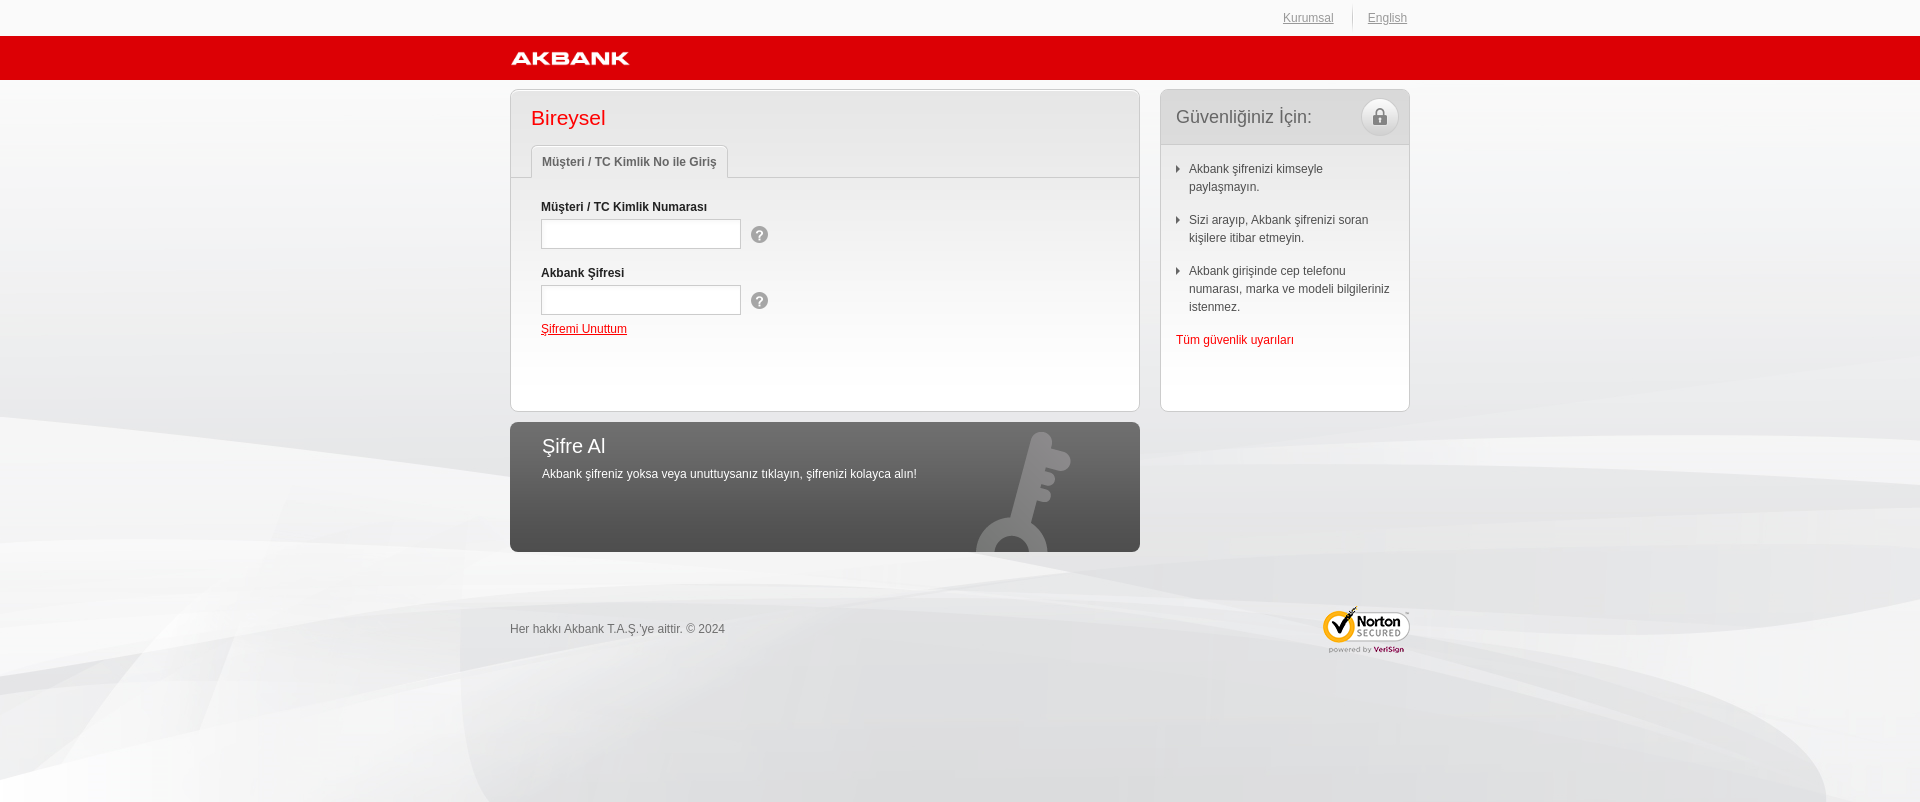 Kurumsal
English
AKBANK
Bireysel
Müşteri / TC Kimlik No ile Giriş
Müşteri / TC Kimlik Numarası
?
Akbank Şifresi
?
Şifremi Unuttum
Güvenliğiniz İçin:
Akbank şifrenizi kimseyle
paylaşmayın.
Sizi arayıp, Akbank şifrenizi soran
kişilere itibar etmeyin.
Akbank girişinde cep telefonu
numarası, marka ve modeli bilgileriniz
istenmez.
Tüm güvenlik uyarıları
Şifre Al
Akbank şifreniz yoksa veya unuttuysanız tıklayın, şifrenizi kolayca alın!
Her hakkı Akbank T.A.Ş.'ye aittir. © 2024
Norton
SECURED
powered by VeriSign